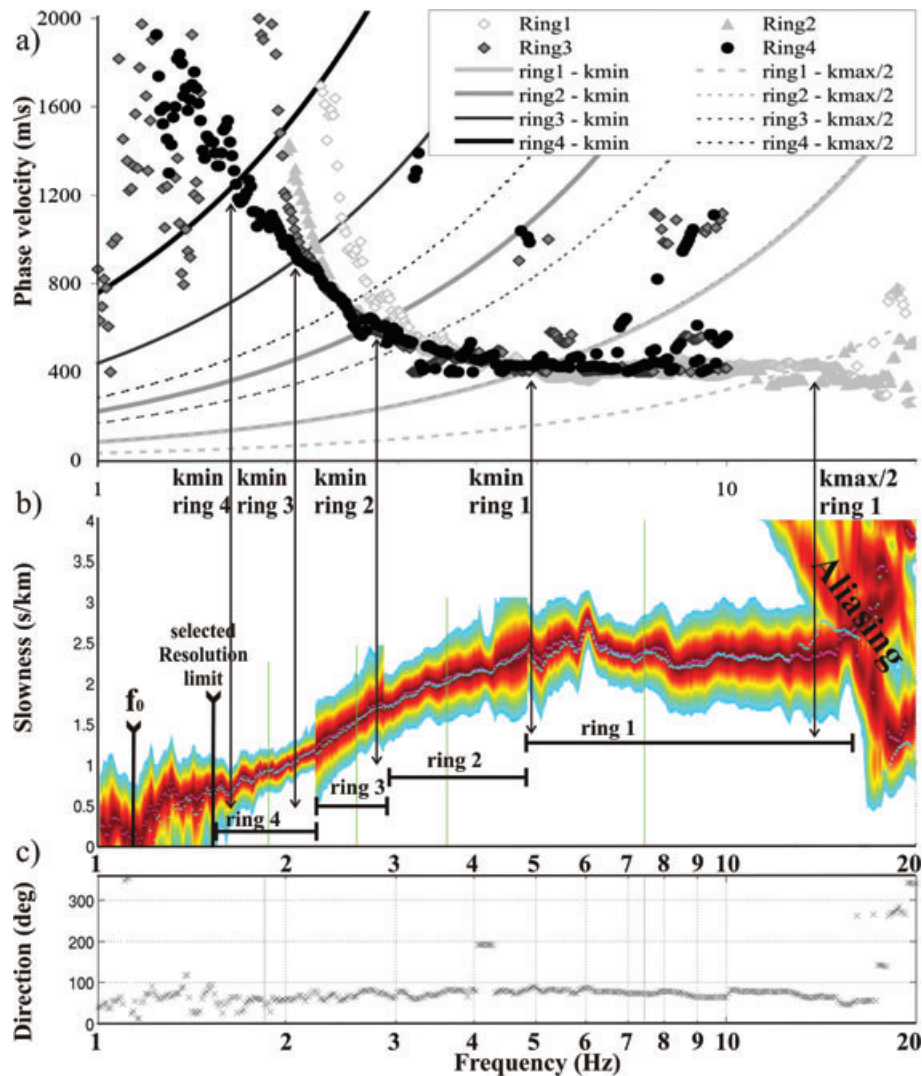 a)
Phase velocity (m\s)
2000
1600
1200
800
400
0
Ring1
Ring2
Ring3
Ring4
ring1 - kmin
ring1 - kmax/2
ring2 - kmin
ring2 - kmax/2
ring3 - kmin
ring3 - kmax/2
ring4 - kmin
ring4 - kmax/2
1
10
kmin
ring 4
kmin
ring 3
kmin
ring 2
kmin
ring 1
kmax/2
ring 1
b)
Slowness (s/km)
4
3.5
3
2.5
2
1.5
1
0.5
0
f0
selected
Resolution
limit
Aliasing
ring 4
ring 3
ring 2
ring 1
1 2 3 4 5 6 7 8 9 10 20
c)
Direction (deg)
300
200
100
0
1 2 3 4 5 6 7 8 9 10 20
Frequency (Hz)